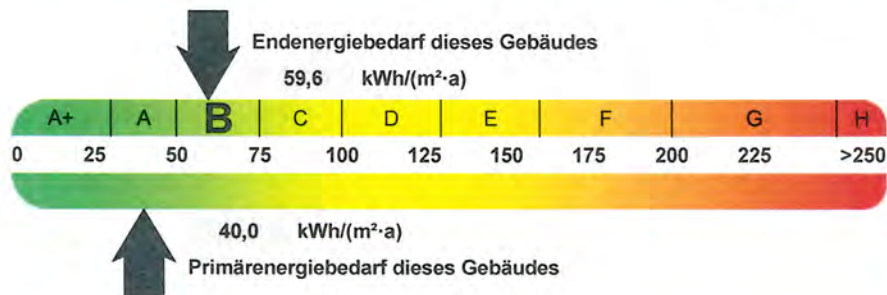 Endenergiebedarf dieses Gebäudes
59,6 kWh/(m²·a)
A+ A B C D E F G H
0 25 50 75 100 125 150 175 200 225 >250
40,0 kWh/(m²·a)
Primärenergiebedarf dieses Gebäudes